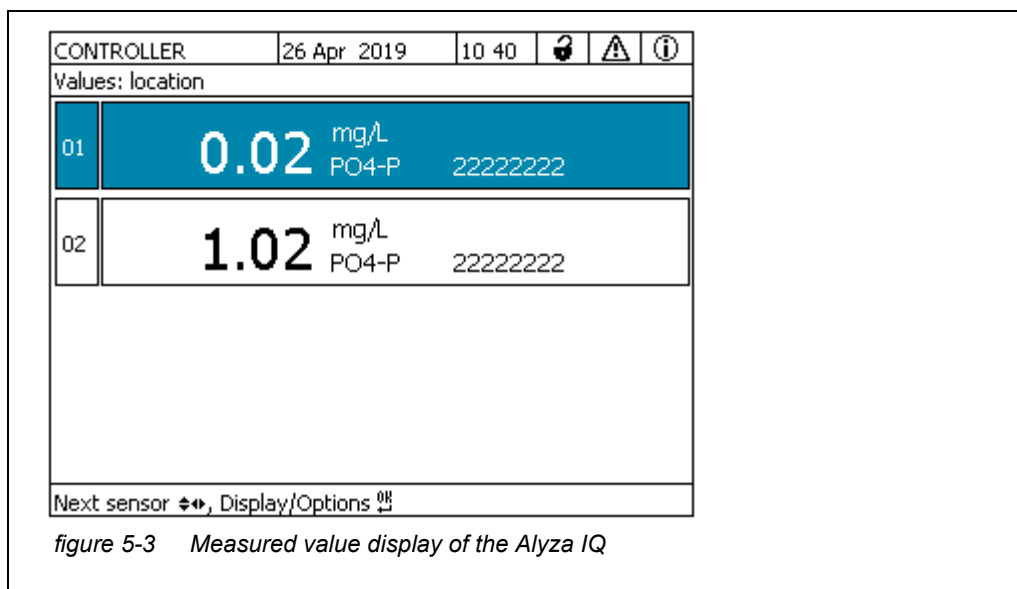 CONTROLLER 26 Apr 2019 10 40
Values: location
01 0.02 mg/L PO4-P 22222222
02 1.02 mg/L PO4-P 22222222
Next sensor, Display/Options OK
figure 5-3 Measured value display of the Alyza IQ